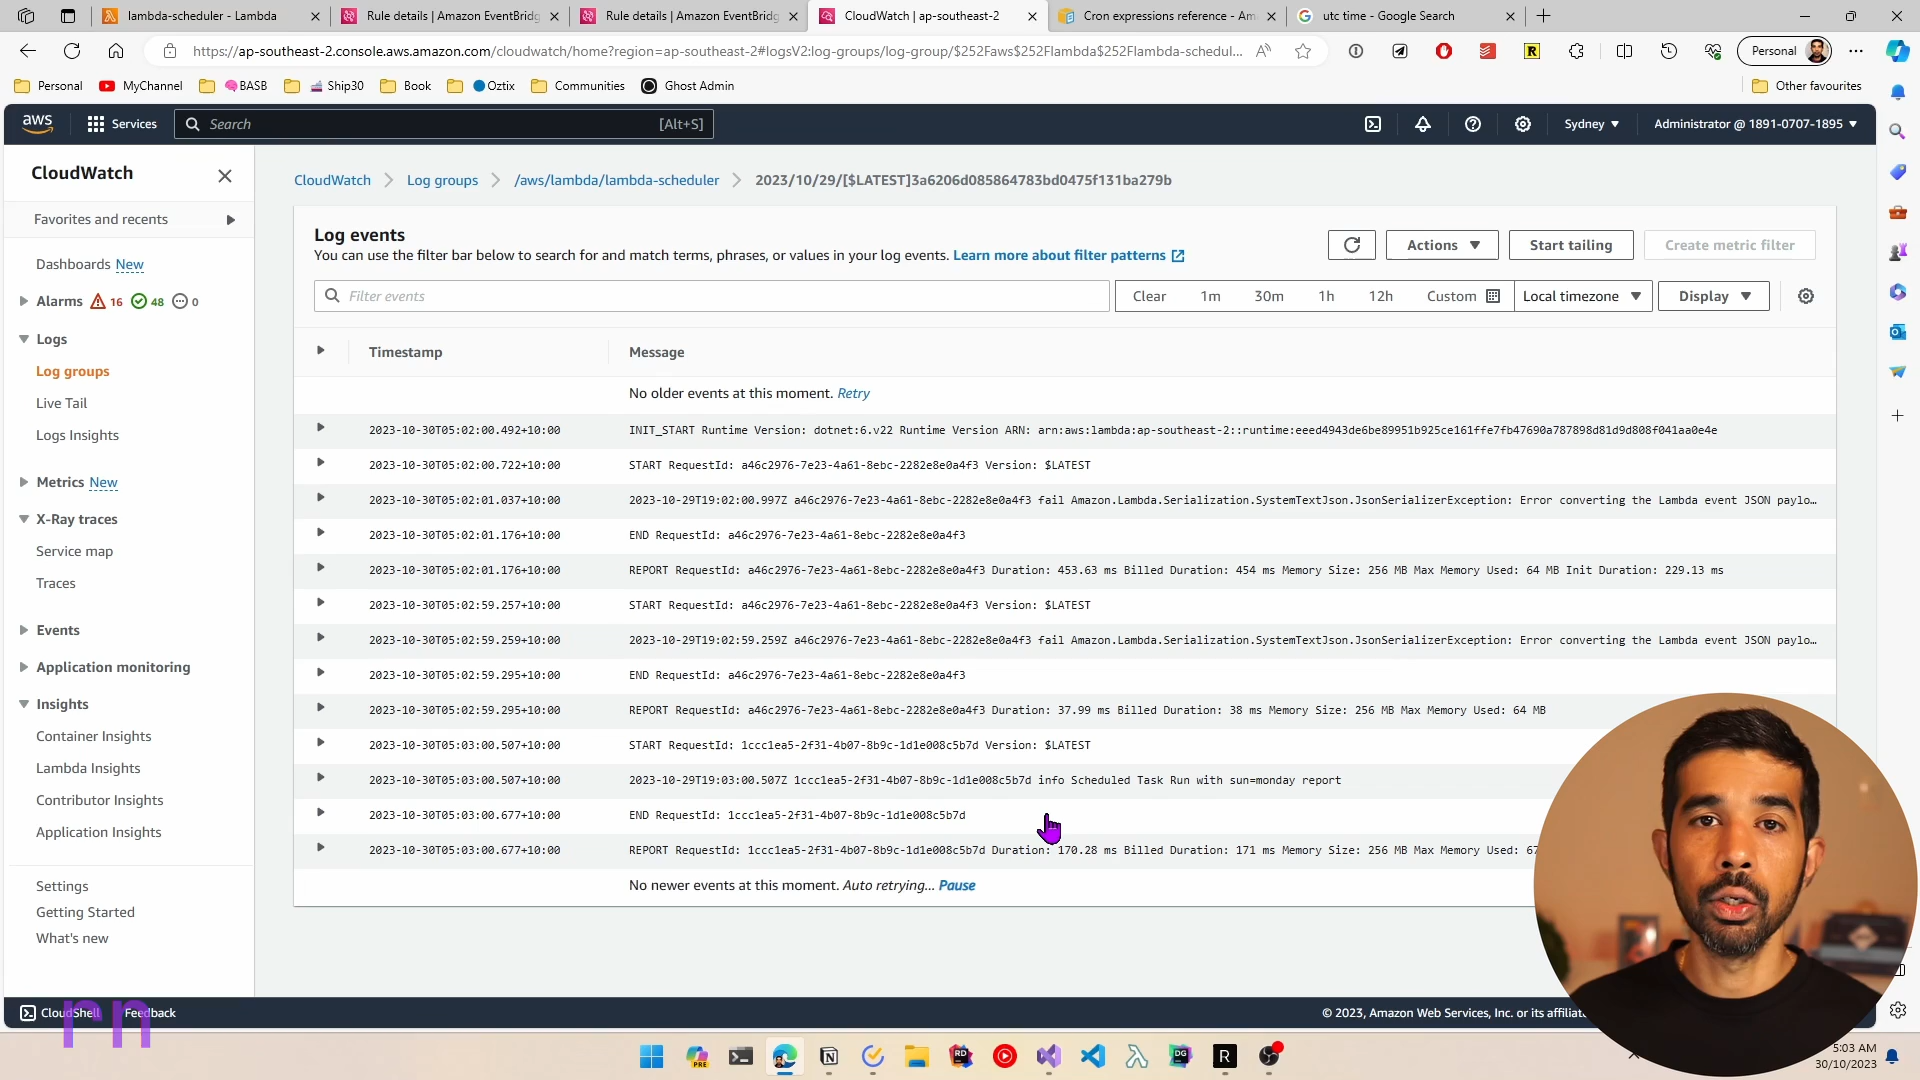 lambda-scheduler - Lambda
Rule details | Amazon EventBridg
Rule details | Amazon EventBridg
CloudWatch | ap-southeast-2
Cron expressions reference - Am
utc time - Google Search
https://ap-southeast-2.console.aws.amazon.com/cloudwatch/home?region=ap-southeast-2#logsV2:log-groups/log-group/$252Faws$252Flambda$252Flambda-schedul...
Personal
Personal
MyChannel
BASB
Ship30
Book
Oztix
Communities
Ghost Admin
Other favourites
aws
Services
Search
[Alt+S]
Sydney
Administrator @ 1891-0707-1895
CloudWatch
Favorites and recents
Dashboards New
Alarms 16 48 0
Logs
Log groups
Live Tail
Logs Insights
Metrics New
X-Ray traces
Service map
Traces
Events
Application monitoring
Insights
Container Insights
Lambda Insights
Contributor Insights
Application Insights
Settings
Getting Started
What's new
CloudWatch
Log groups
/aws/lambda/lambda-scheduler
2023/10/29/[$LATEST]3a6206d085864783bd0475f131ba279b
Log events
You can use the filter bar below to search for and match terms, phrases, or values in your log events. Learn more about filter patterns
Actions
Start tailing
Create metric filter
Filter events
Clear
1m
30m
1h
12h
Custom
Local timezone
Display
Timestamp
Message
No older events at this moment. Retry
2023-10-30T05:02:00.492+10:00 INIT_START Runtime Version: dotnet:6.v22 Runtime Version ARN: arn:aws:lambda:ap-southeast-2::runtime:eeed4943de6be89951b925ce161ffe7fb47690a787898d81d9d808f041aa0e4e
2023-10-30T05:02:00.722+10:00 START RequestId: a46c2976-7e23-4a61-8ebc-2282e8e0a4f3 Version: $LATEST
2023-10-30T05:02:01.037+10:00 2023-10-29T19:02:00.997Z a46c2976-7e23-4a61-8ebc-2282e8e0a4f3 fail Amazon.Lambda.Serialization.SystemTextJson.JsonSerializerException: Error converting the Lambda event JSON paylo...
2023-10-30T05:02:01.176+10:00 END RequestId: a46c2976-7e23-4a61-8ebc-2282e8e0a4f3
2023-10-30T05:02:01.176+10:00 REPORT RequestId: a46c2976-7e23-4a61-8ebc-2282e8e0a4f3 Duration: 453.63 ms Billed Duration: 454 ms Memory Size: 256 MB Max Memory Used: 64 MB Init Duration: 229.13 ms
2023-10-30T05:02:59.257+10:00 START RequestId: a46c2976-7e23-4a61-8ebc-2282e8e0a4f3 Version: $LATEST
2023-10-30T05:02:59.259+10:00 2023-10-29T19:02:59.259Z a46c2976-7e23-4a61-8ebc-2282e8e0a4f3 fail Amazon.Lambda.Serialization.SystemTextJson.JsonSerializerException: Error converting the Lambda event JSON paylo...
2023-10-30T05:02:59.295+10:00 END RequestId: a46c2976-7e23-4a61-8ebc-2282e8e0a4f3
2023-10-30T05:02:59.295+10:00 REPORT RequestId: a46c2976-7e23-4a61-8ebc-2282e8e0a4f3 Duration: 37.99 ms Billed Duration: 38 ms Memory Size: 256 MB Max Memory Used: 64 MB
2023-10-30T05:03:00.507+10:00 START RequestId: 1ccc1ea5-2f31-4b07-8b9c-1d1e008c5b7d Version: $LATEST
2023-10-30T05:03:00.507+10:00 2023-10-29T19:03:00.507Z 1ccc1ea5-2f31-4b07-8b9c-1d1e008c5b7d info Scheduled Task Run with sun=monday report
2023-10-30T05:03:00.677+10:00 END RequestId: 1ccc1ea5-2f31-4b07-8b9c-1d1e008c5b7d
2023-10-30T05:03:00.677+10:00 REPORT RequestId: 1ccc1ea5-2f31-4b07-8b9c-1d1e008c5b7d Duration: 170.28 ms Billed Duration: 171 ms Memory Size: 256 MB Max Memory Used: 67
No newer events at this moment. Auto retrying... Pause
CloudShell
Feedback
rn
© 2023, Amazon Web Services, Inc. or its affiliate
PRE
RD
DG
R
5:03 AM
30/10/2023